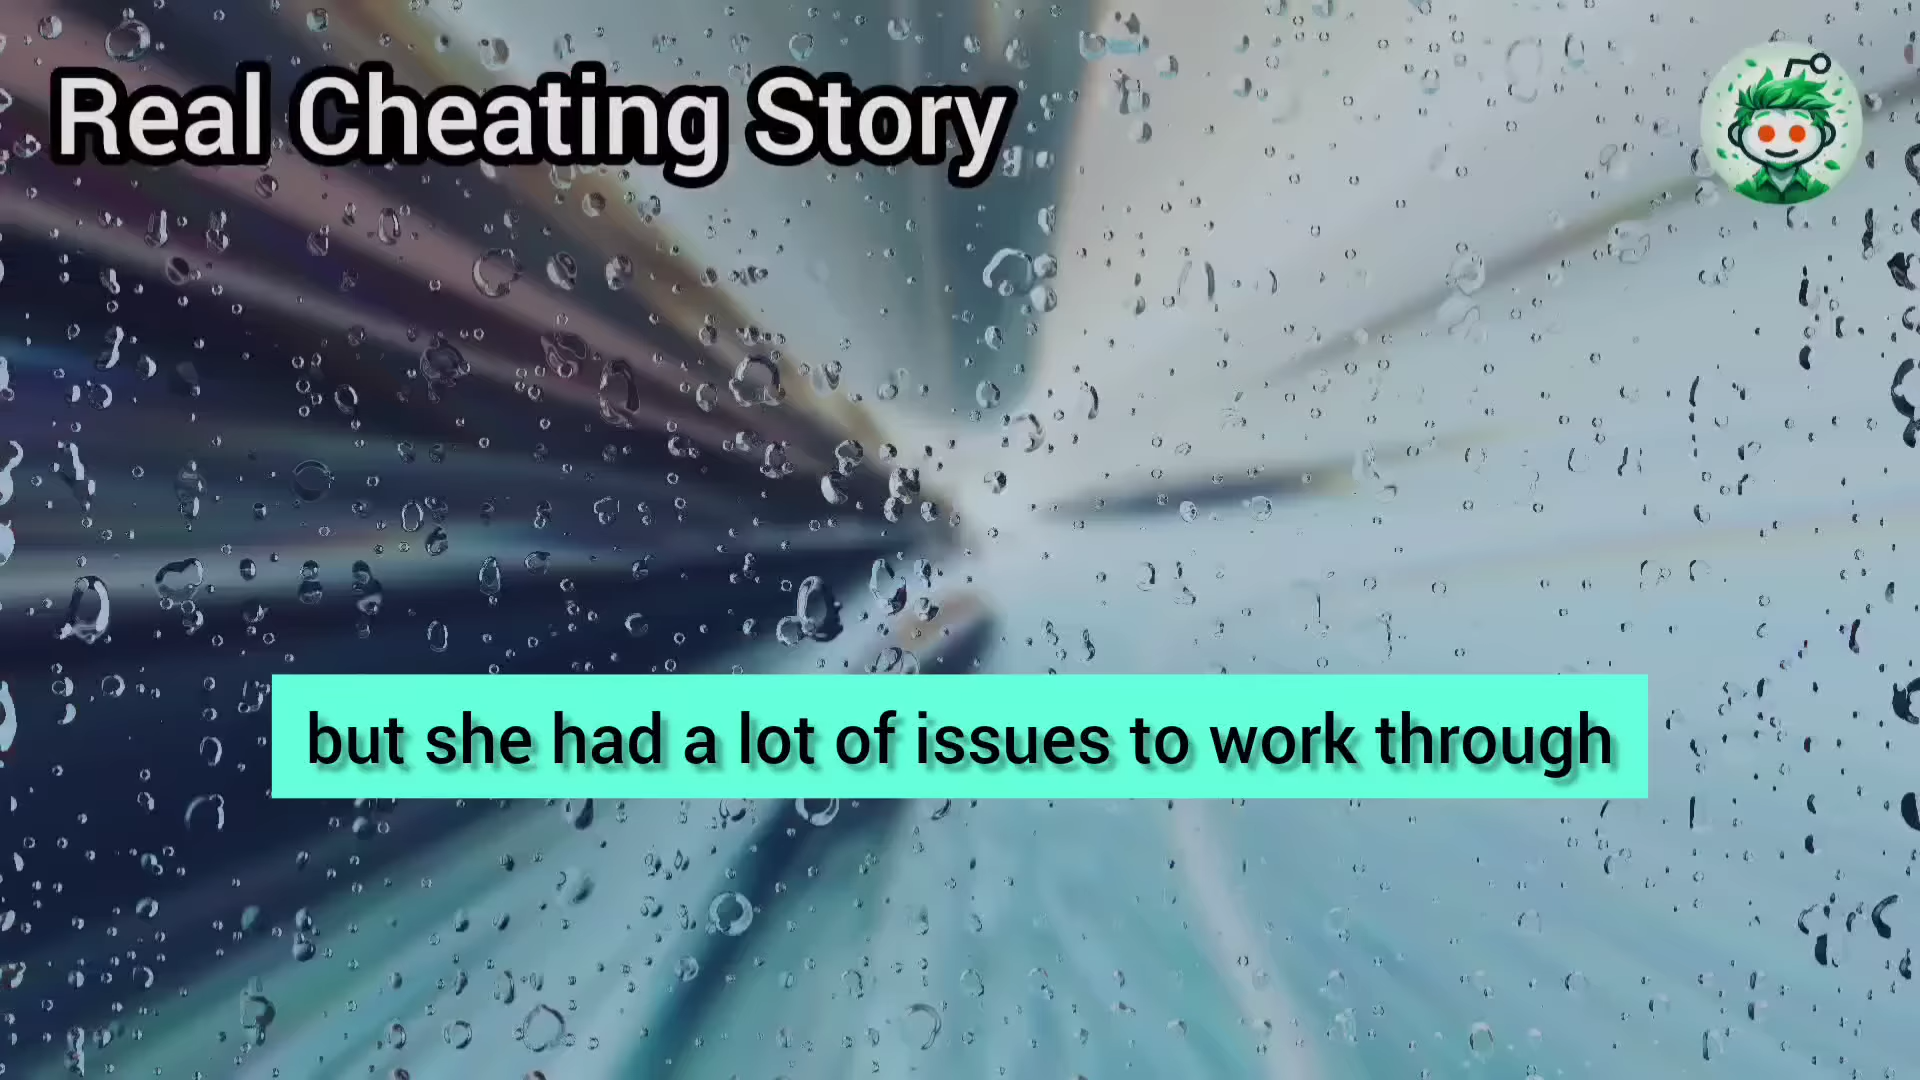 Real Cheating Story
but she had a lot of issues to work through